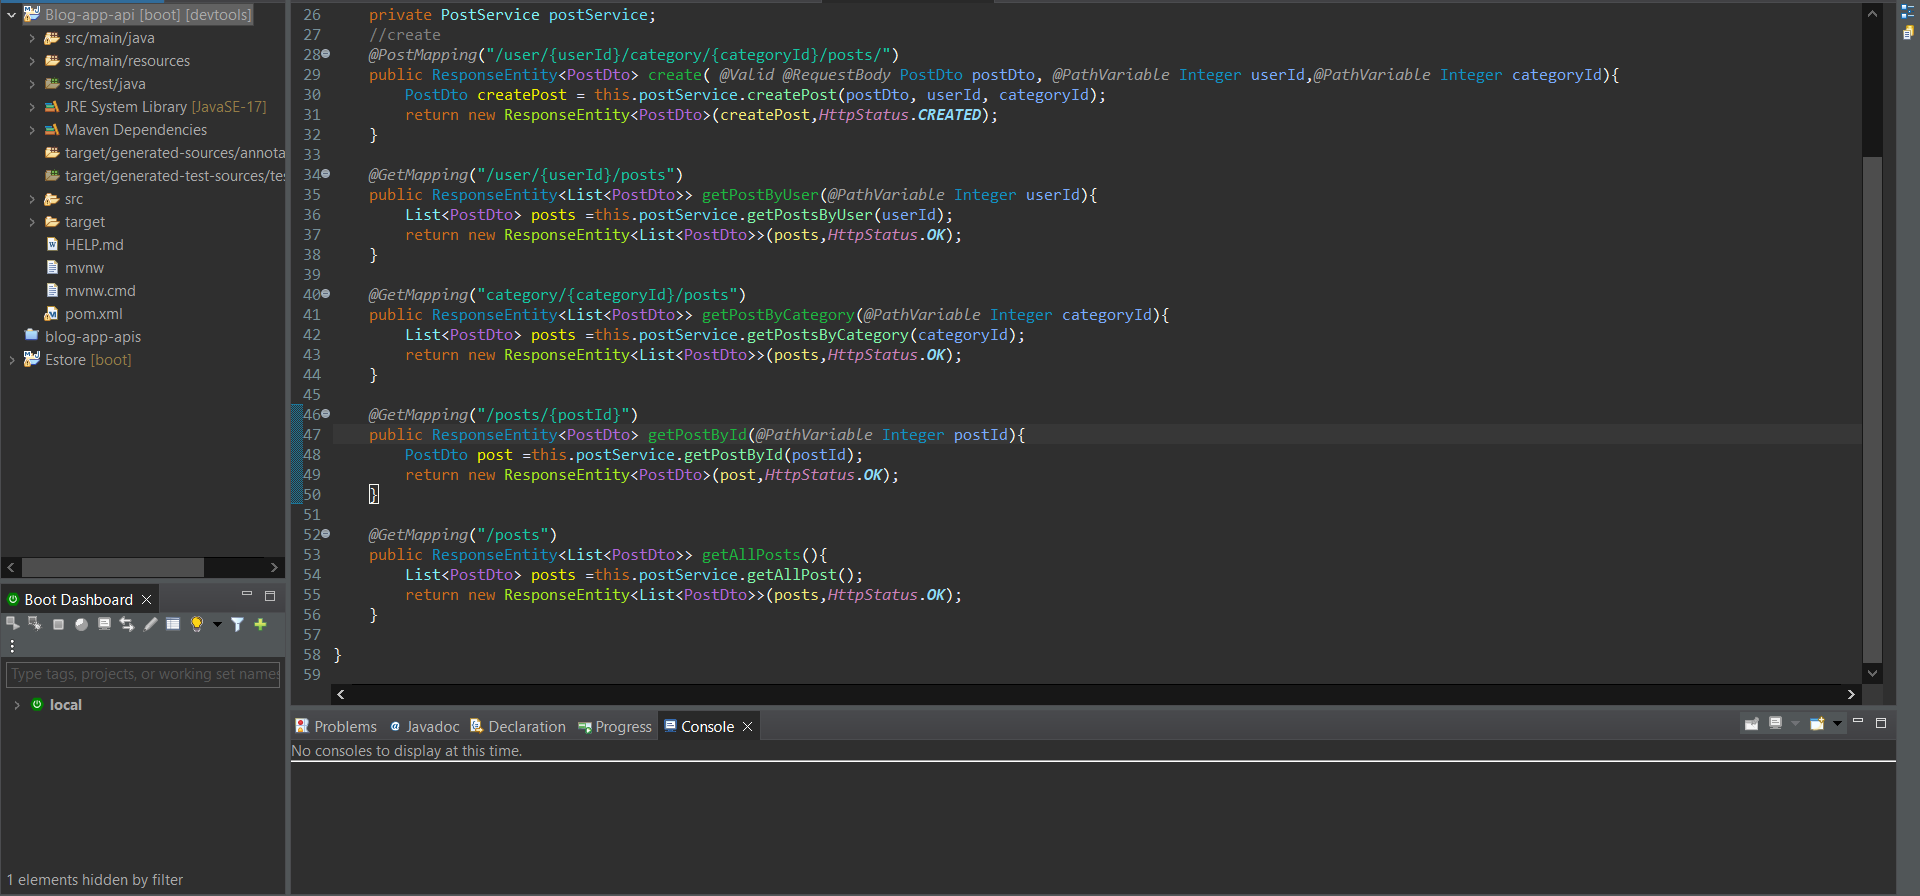 Blog-app-api [boot] [devtools]
src/main/java
src/main/resources
src/test/java
JRE System Library [JavaSE-17]
Maven Dependencies
target/generated-sources/annota
target/generated-test-sources/tes
src
target
HELP.md
mvnw
mvnw.cmd
pom.xml
blog-app-apis
Estore [boot]
Boot Dashboard
Type tags, projects, or working set names
local
1 elements hidden by filter
26 private PostService postService;
27 //create
28 @PostMapping("/user/{userId}/category/{categoryId}/posts/")
29 public ResponseEntity<PostDto> create( @Valid @RequestBody PostDto postDto, @PathVariable Integer userId,@PathVariable Integer categoryId){
30 PostDto createPost = this.postService.createPost(postDto, userId, categoryId);
31 return new ResponseEntity<PostDto>(createPost,HttpStatus.CREATED);
32 }
33
34 @GetMapping("/user/{userId}/posts")
35 public ResponseEntity<List<PostDto>> getPostByUser(@PathVariable Integer userId){
36 List<PostDto> posts =this.postService.getPostsByUser(userId);
37 return new ResponseEntity<List<PostDto>>(posts,HttpStatus.OK);
38 }
39
40 @GetMapping("category/{categoryId}/posts")
41 public ResponseEntity<List<PostDto>> getPostByCategory(@PathVariable Integer categoryId){
42 List<PostDto> posts =this.postService.getPostsByCategory(categoryId);
43 return new ResponseEntity<List<PostDto>>(posts,HttpStatus.OK);
44 }
45
46 @GetMapping("/posts/{postId}")
47 public ResponseEntity<PostDto> getPostById(@PathVariable Integer postId){
48 PostDto post =this.postService.getPostById(postId);
49 return new ResponseEntity<PostDto>(post,HttpStatus.OK);
50 }
51
52 @GetMapping("/posts")
53 public ResponseEntity<List<PostDto>> getAllPosts(){
54 List<PostDto> posts =this.postService.getAllPost();
55 return new ResponseEntity<List<PostDto>>(posts,HttpStatus.OK);
56 }
57
58 }
59
Problems Javadoc Declaration Progress Console
No consoles to display at this time.